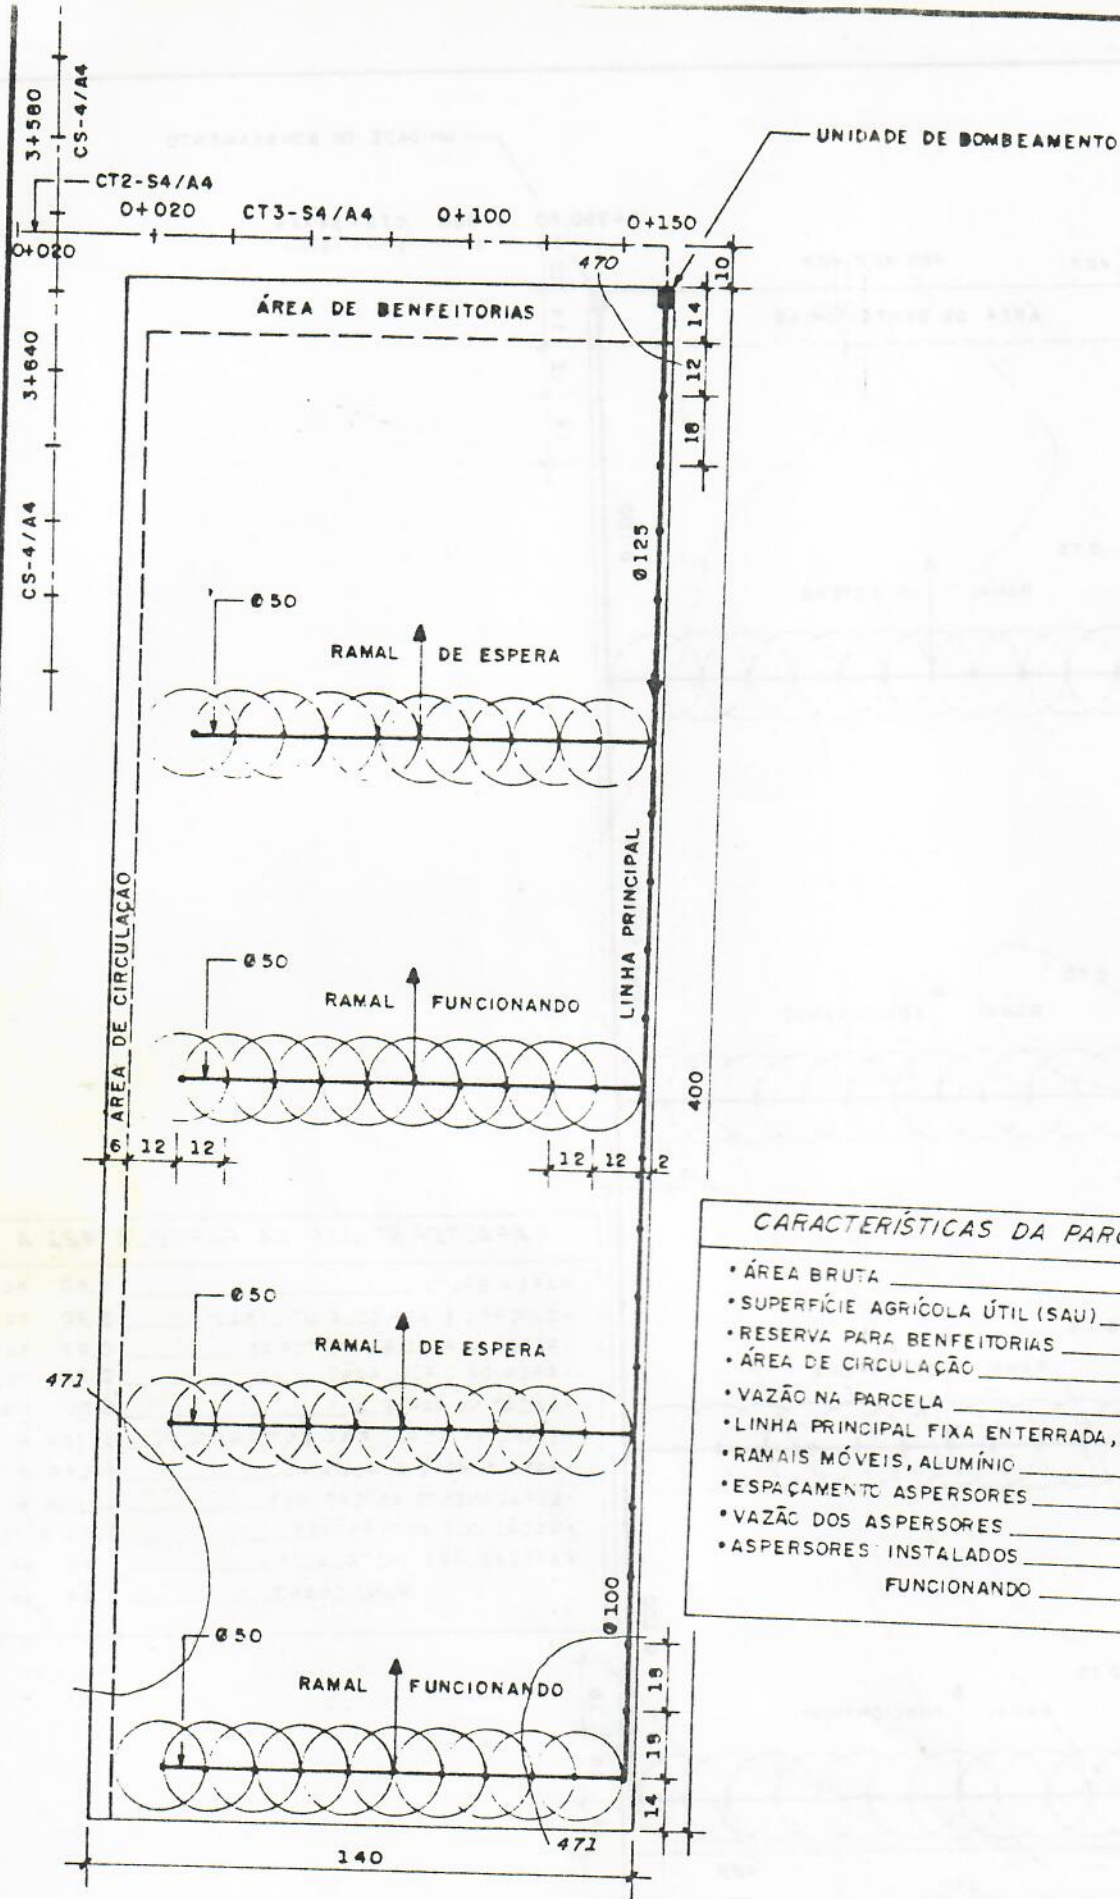 3+580
CS-4/A4
UNIDADE DE BOMBEAMENTO
CT2-S4/A4
0+020
CT3-S4/A4
0+100
0+150
0+020
470
10
ÁREA DE BENFEITORIAS
14
12
18
3+640
CS-4/A4
Ø125
Ø50
RAMAL DE ESPERA
LINHA PRINCIPAL
ÁREA DE CIRCULAÇÃO
Ø50
RAMAL FUNCIONANDO
400
6 12 12
12 12 2
CARACTERÍSTICAS DA PARC
• ÁREA BRUTA
• SUPERFÍCIE AGRÍCOLA ÚTIL (SAU)
• RESERVA PARA BENFEITORIAS
• ÁREA DE CIRCULAÇÃO
• VAZÃO NA PARCELA
• LINHA PRINCIPAL FIXA ENTERRADA,
• RAMAIS MÓVEIS, ALUMÍNIO
• ESPAÇAMENTO ASPERSORES
• VAZÃO DOS ASPERSORES
• ASPERSORES INSTALADOS
FUNCIONANDO
Ø50
RAMAL DE ESPERA
471
Ø100
Ø50
RAMAL FUNCIONANDO
18
18
14
471
140